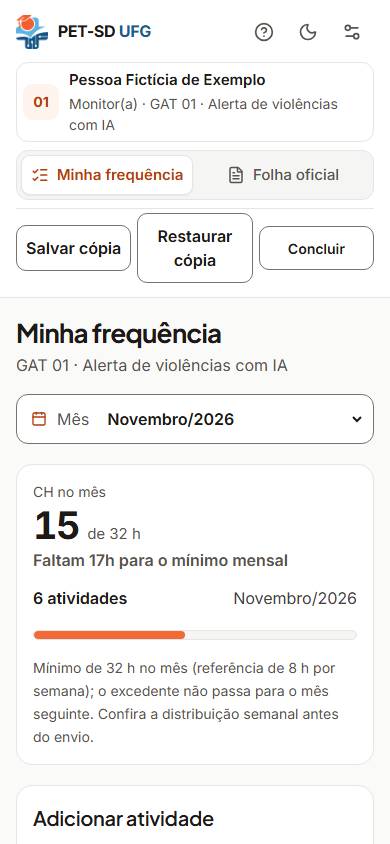 PET-SD UFG
Pessoa Fictícia de Exemplo
01
Monitor(a) · GAT 01 · Alerta de violências
com IA
Minha frequência
Folha oficial
Salvar cópia
Restaurar
cópia
Concluir
Minha frequência
GAT 01 · Alerta de violências com IA
Mês Novembro/2026
CH no mês
15 de 32 h
Faltam 17h para o mínimo mensal
6 atividades Novembro/2026
Mínimo de 32 h no mês (referência de 8 h por
semana); o excedente não passa para o mês
seguinte. Confira a distribuição semanal antes
do envio.
Adicionar atividade